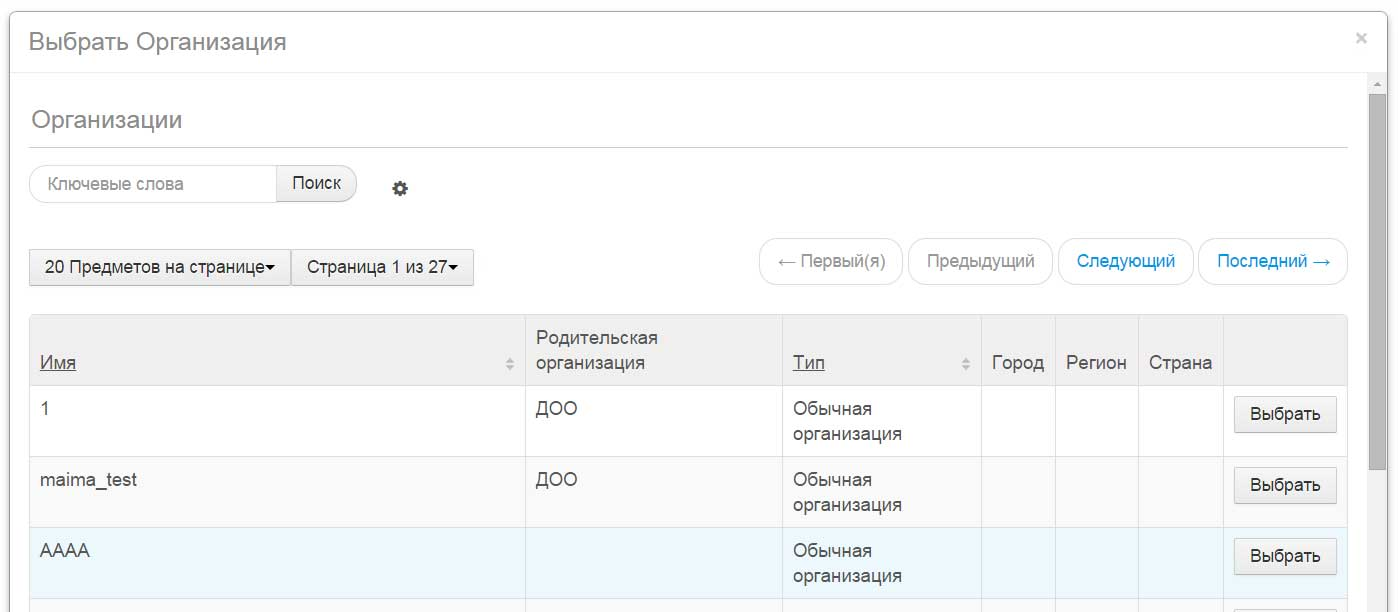 Выбрать Организация
×
Организации
Ключевые слова Поиск
20 Предметов на странице Страница 1 из 27 ← Первый(я) Предыдущий Следующий Последний →
Родительская
Имя организация Тип Город Регион Страна
1 ДОО Обычная Выбрать
организация
maima_test ДОО Обычная Выбрать
организация
АААА Обычная Выбрать
организация